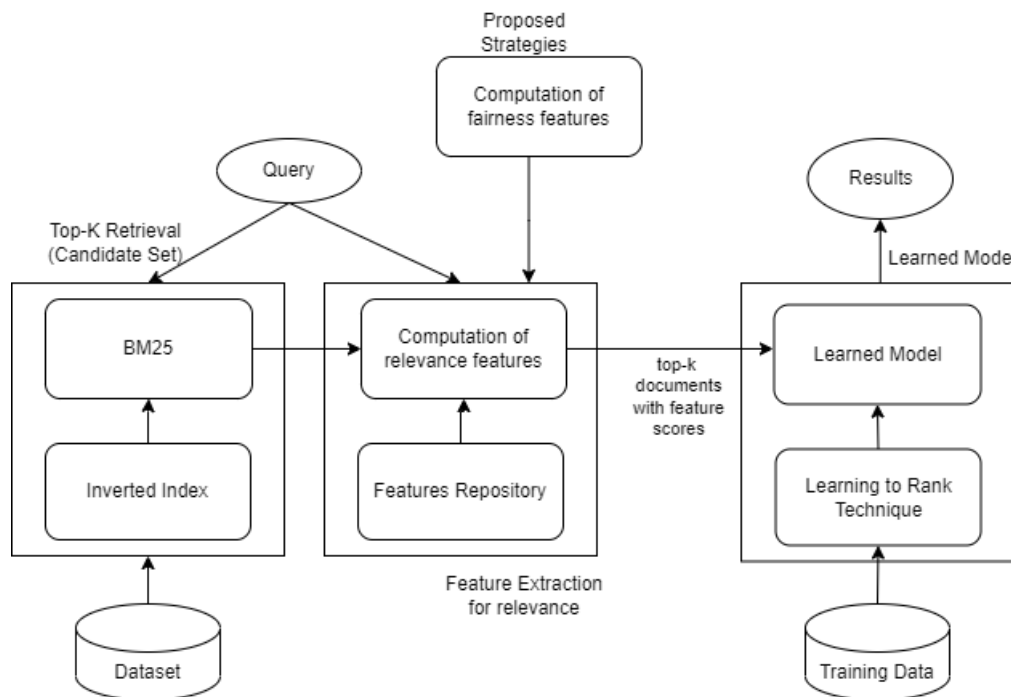 Proposed
Strategies
Computation of
fairness features
Query
Results
Top-K Retrieval
(Candidate Set)
Learned Model
BM25
Computation of
relevance features
Learned Model
top-k
documents
with feature
scores
Inverted Index
Features Repository
Learning to Rank
Technique
Feature Extraction
for relevance
Dataset
Training Data